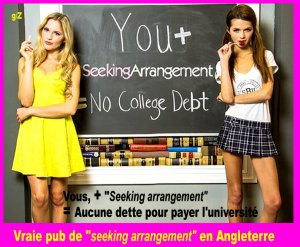 giZ
You+
SeekingArrangement
= No College Debt
Vous, + "Seeking arrangement"
= Aucune dette pour payer l'université
Vraie pub de "seeking arrangement" en Angleterre